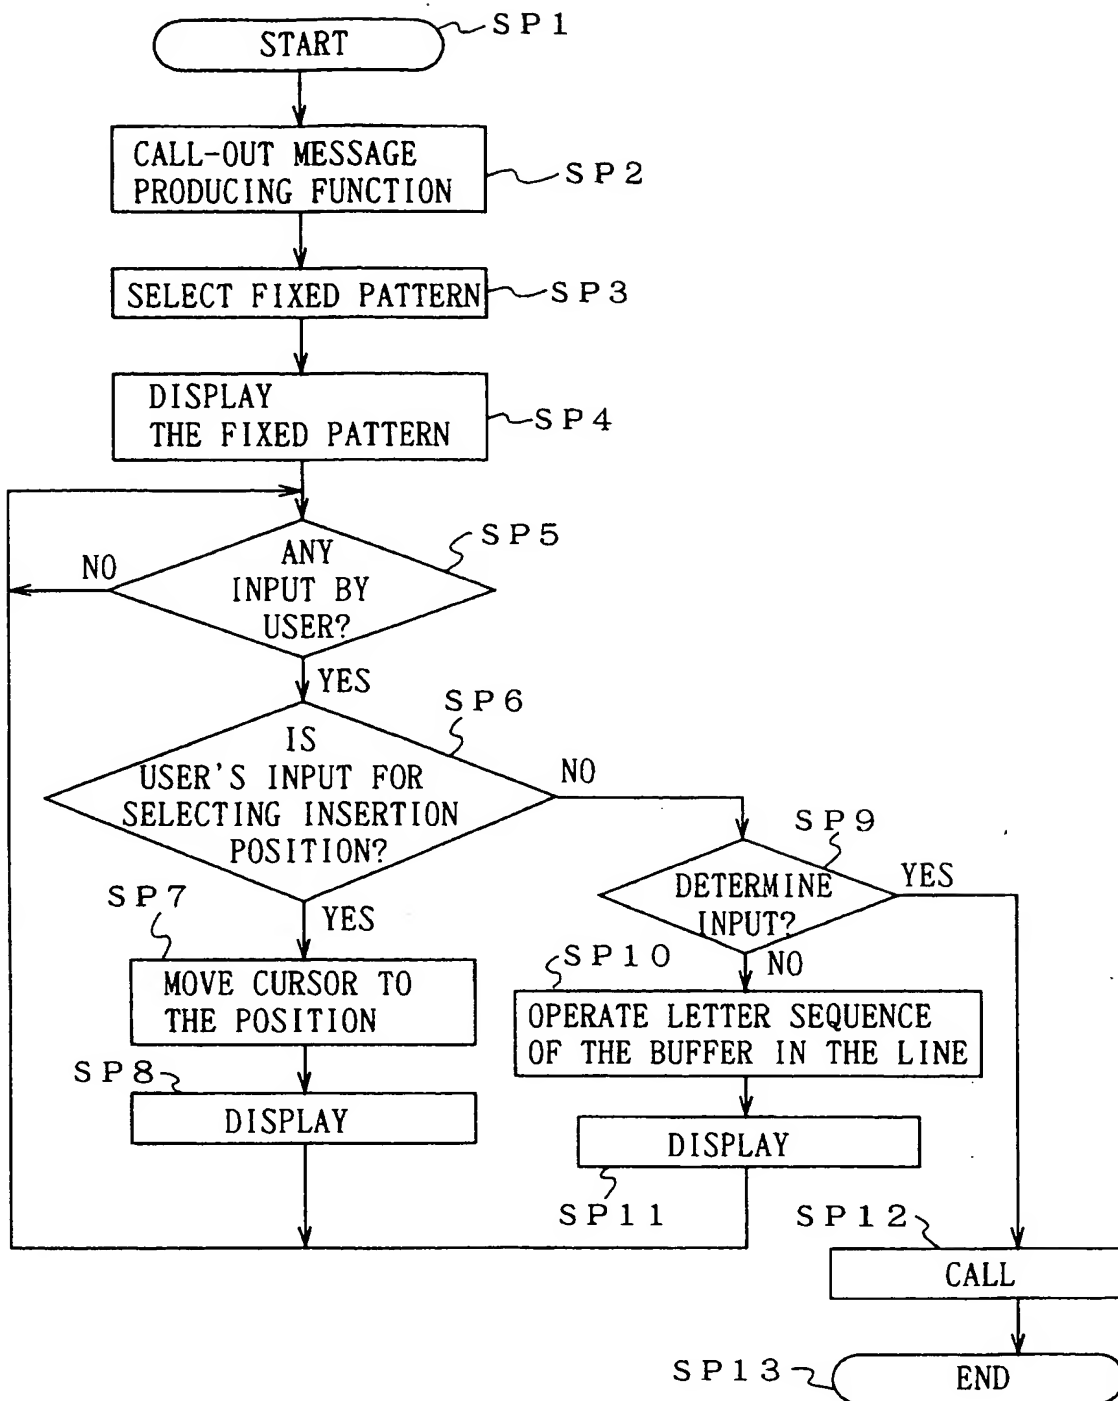 START
SP1
CALL-OUT MESSAGE
PRODUCING FUNCTION
SP2
SELECT FIXED PATTERN
SP3
DISPLAY
THE FIXED PATTERN
SP4
ANY
INPUT BY
USER?
SP5
NO
YES
SP6
IS
USER'S INPUT FOR
SELECTING INSERTION
POSITION?
NO
YES
SP9
DETERMINE
INPUT?
YES
NO
SP7
MOVE CURSOR TO
THE POSITION
SP10
OPERATE LETTER SEQUENCE
OF THE BUFFER IN THE LINE
SP8
DISPLAY
DISPLAY
SP11
SP12
CALL
SP13
END